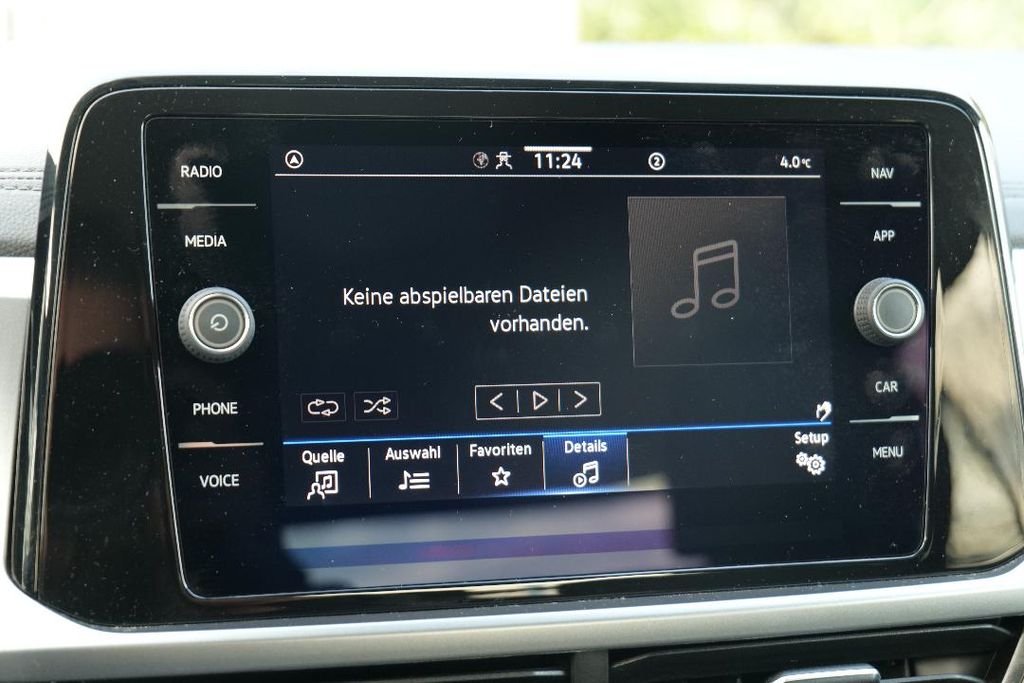 RADIO
MEDIA
PHONE
VOICE
11:24
2
4.0°C
Keine abspielbaren Dateien
vorhanden.
Quelle
Auswahl
Favoriten
Details
Setup
NAV
APP
CAR
MENU